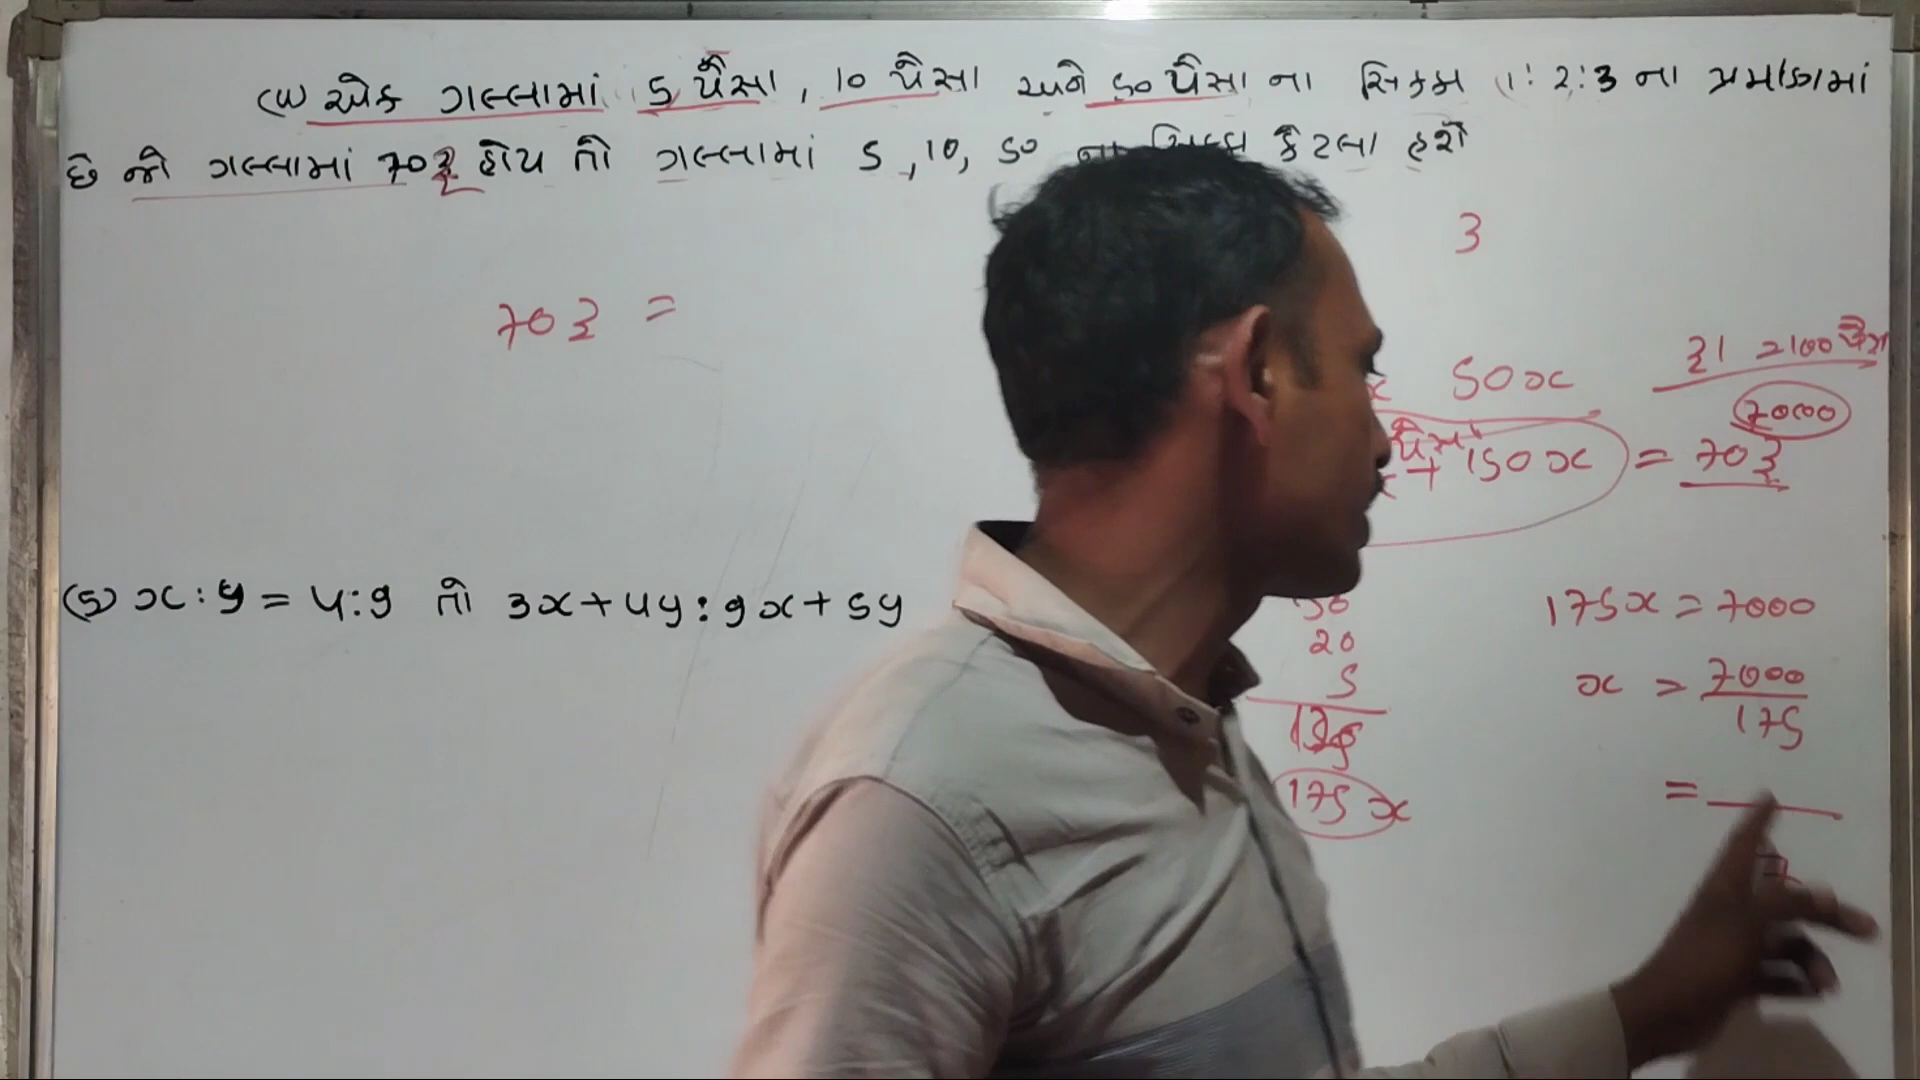 (૪) એક ગલ્લામાં 5 પૈસા, 10 પૈસા અને 50 પૈસા ના સિક્કા 1:2:3 ના પ્રમાણમાં
છે જો ગલ્લામાં 70રૂ હોય તો ગલ્લામાં 5, 10, 50 ના કેટલા હશે
3
70રૂ =
રૂ1 = 100 પૈસા
x 50x
7000
+ 150x = 70રૂ
(5) x:y = 4:9 તો 3x+4y:9x+5y
20
5
175x
175x = 7000
x = 7000
175
=
7